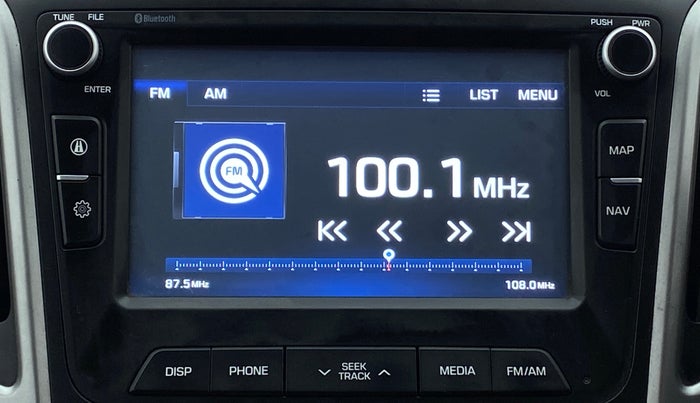 TUNE FILE
Bluetooth
PUSH PWR
ENTER
VOL
FM AM LIST MENU
FM
100.1 MHz
87.5 MHz
108.0 MHz
MAP
NAV
DISP
PHONE
SEEK
TRACK
MEDIA
FM/AM